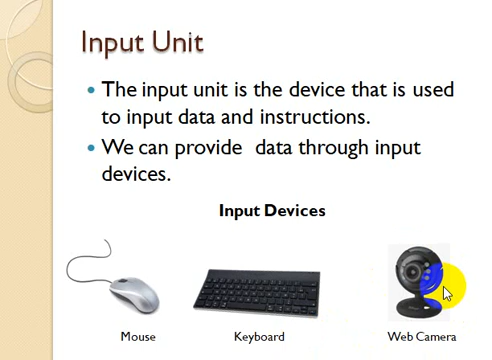 Input Unit
The input unit is the device that is used
to input data and instructions.
We can provide data through input
devices.
Input Devices
Mouse
Keyboard
Web Camera